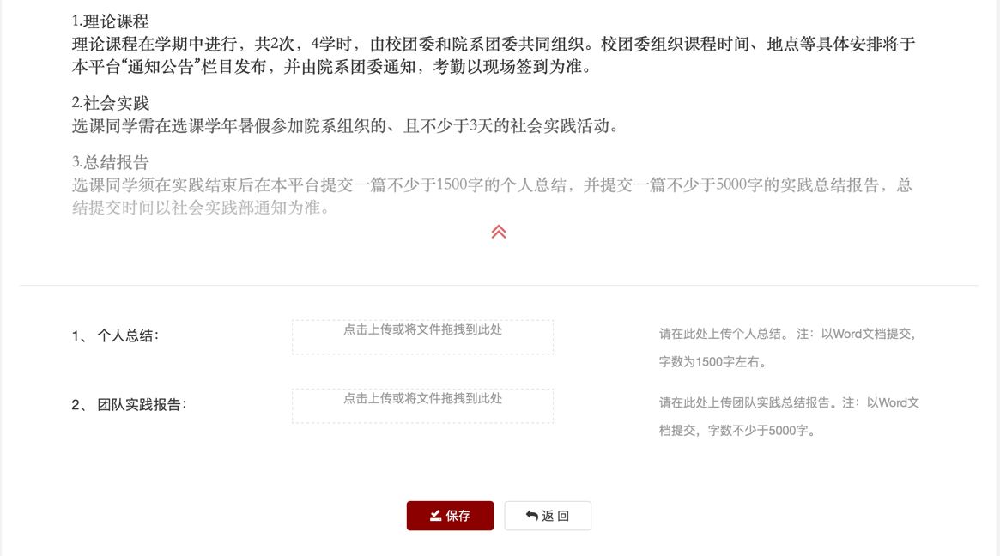 1.理论课程
理论课程在学期中进行，共2次，4学时，由校团委和院系团委共同组织。校团委组织课程时间、地点等具体安排将于
本平台“通知公告”栏目发布，并由院系团委通知，考勤以现场签到为准。
2.社会实践
选课同学需在选课学年暑假参加院系组织的、且不少于3天的社会实践活动。
3.总结报告
选课同学须在实践结束后在本平台提交一篇不少于1500字的个人总结，并提交一篇不少于5000字的实践总结报告，总
结提交时间以社会实践部通知为准。
1、 个人总结：
点击上传或将文件拖拽到此处
请在此处上传个人总结。 注：以Word文档提交，
字数为1500字左右。
2、 团队实践报告：
点击上传或将文件拖拽到此处
请在此处上传团队实践总结报告。注：以Word文
档提交，字数不少于5000字。
保存
返 回